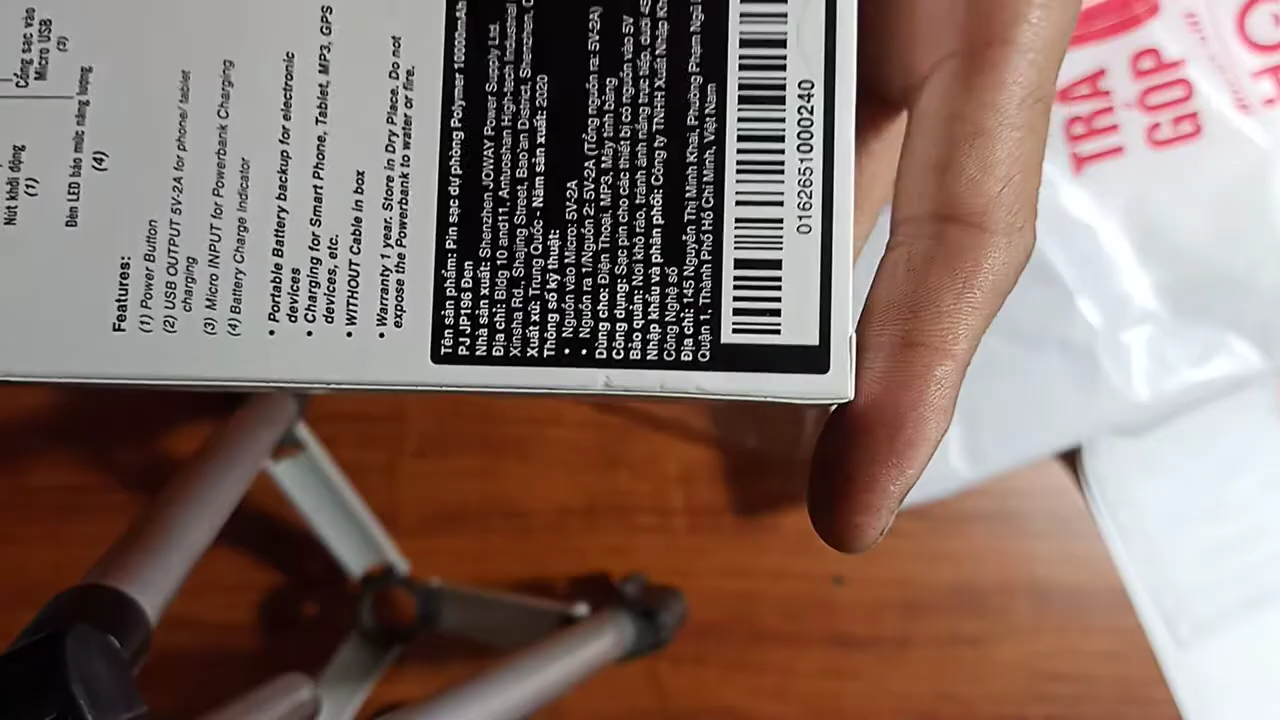 Cổng sạc vào
Micro USB
(3)
Nút khởi động
(1)
Đèn LED báo mức năng lượng
(4)
Features:
(1) Power Button
(2) USB OUTPUT 5V-2A for phone/ tablet
charging
(3) Micro INPUT for Powerbank Charging
(4) Battery Charge Indicator
• Portable Battery backup for electronic
devices
• Charging for Smart Phone, Tablet, MP3, GPS
devices, etc.
• WITHOUT Cable in box
• Warranty 1 year. Store in Dry Place. Do not
expose the Powerbank to water or fire.
Tên sản phẩm: Pin sạc dự phòng Polymer 10000mAh
PJ JP196 Đen
Nhà sản xuất: Shenzhen JOWAY Power Supply Ltd.
Địa chỉ: Bldg 10 and11, Antuoshan High-tech Industrial
Xinsha Rd., Shajing Street, Bao'an District, Shenzhen,
Xuất xứ: Trung Quốc - Năm sản xuất: 2020
Thông số kỹ thuật:
• Nguồn vào Micro: 5V-2A
• Nguồn ra 1/Nguồn 2: 5V-2A (Tổng nguồn ra: 5V-2A)
Dùng cho: Điện Thoại, MP3, Máy tính bảng
Công dụng: Sạc pin cho các thiết bị có nguồn vào 5V
Bảo quản: Nơi khô ráo, tránh ánh nắng trực tiếp, dưới 45
Nhập khẩu và phân phối: Công ty TNHH Xuất Nhập
Công Nghệ số
Địa chỉ: 145 Nguyễn Thị Minh Khai, Phường Phạm Ngũ
Quận 1, Thành Phố Hồ Chí Minh, Việt Nam
0162651000240
TRẢ
GÓP